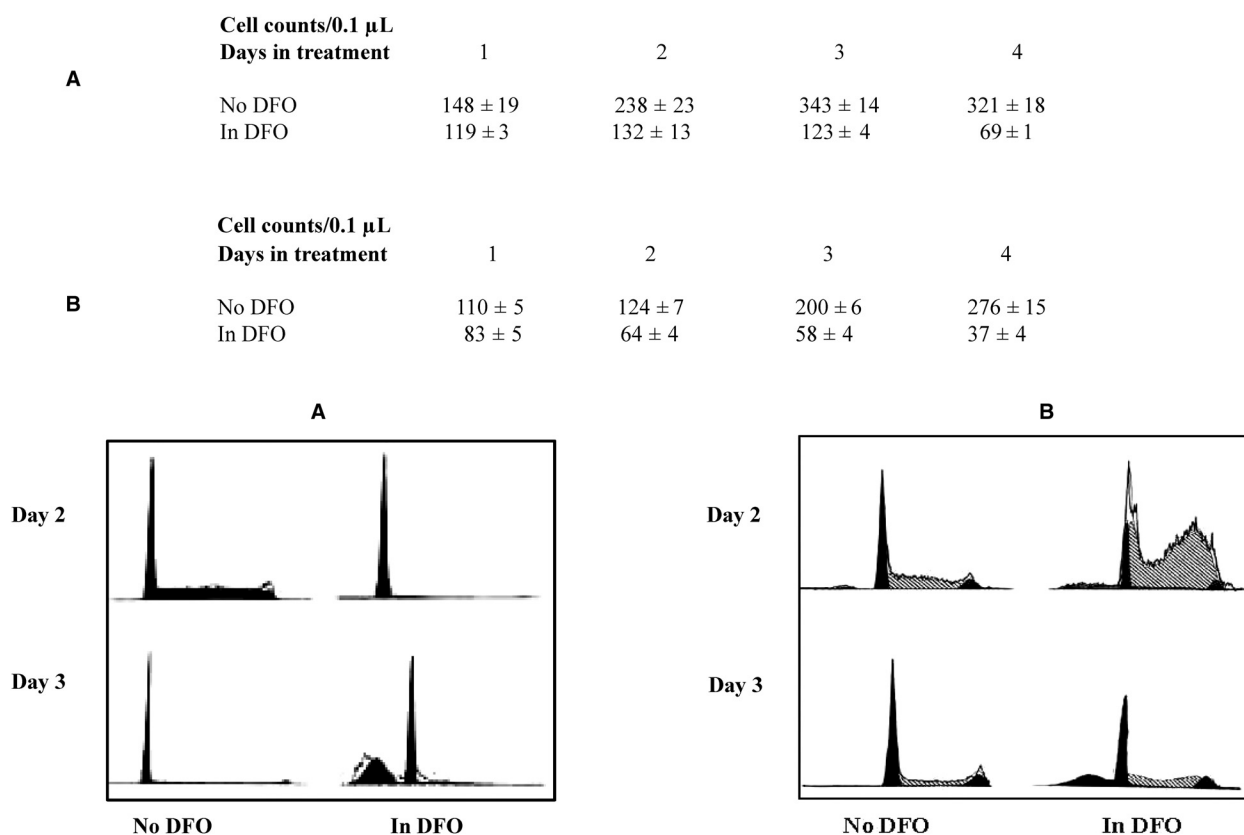 Cell counts/0.1 µL
Days in treatment 1 2 3 4
A
No DFO 148 ± 19 238 ± 23 343 ± 14 321 ± 18
In DFO 119 ± 3 132 ± 13 123 ± 4 69 ± 1
Cell counts/0.1 µL
Days in treatment 1 2 3 4
B
No DFO 110 ± 5 124 ± 7 200 ± 6 276 ± 15
In DFO 83 ± 5 64 ± 4 58 ± 4 37 ± 4
A
Day 2
Day 3
No DFO In DFO
B
Day 2
Day 3
No DFO In DFO